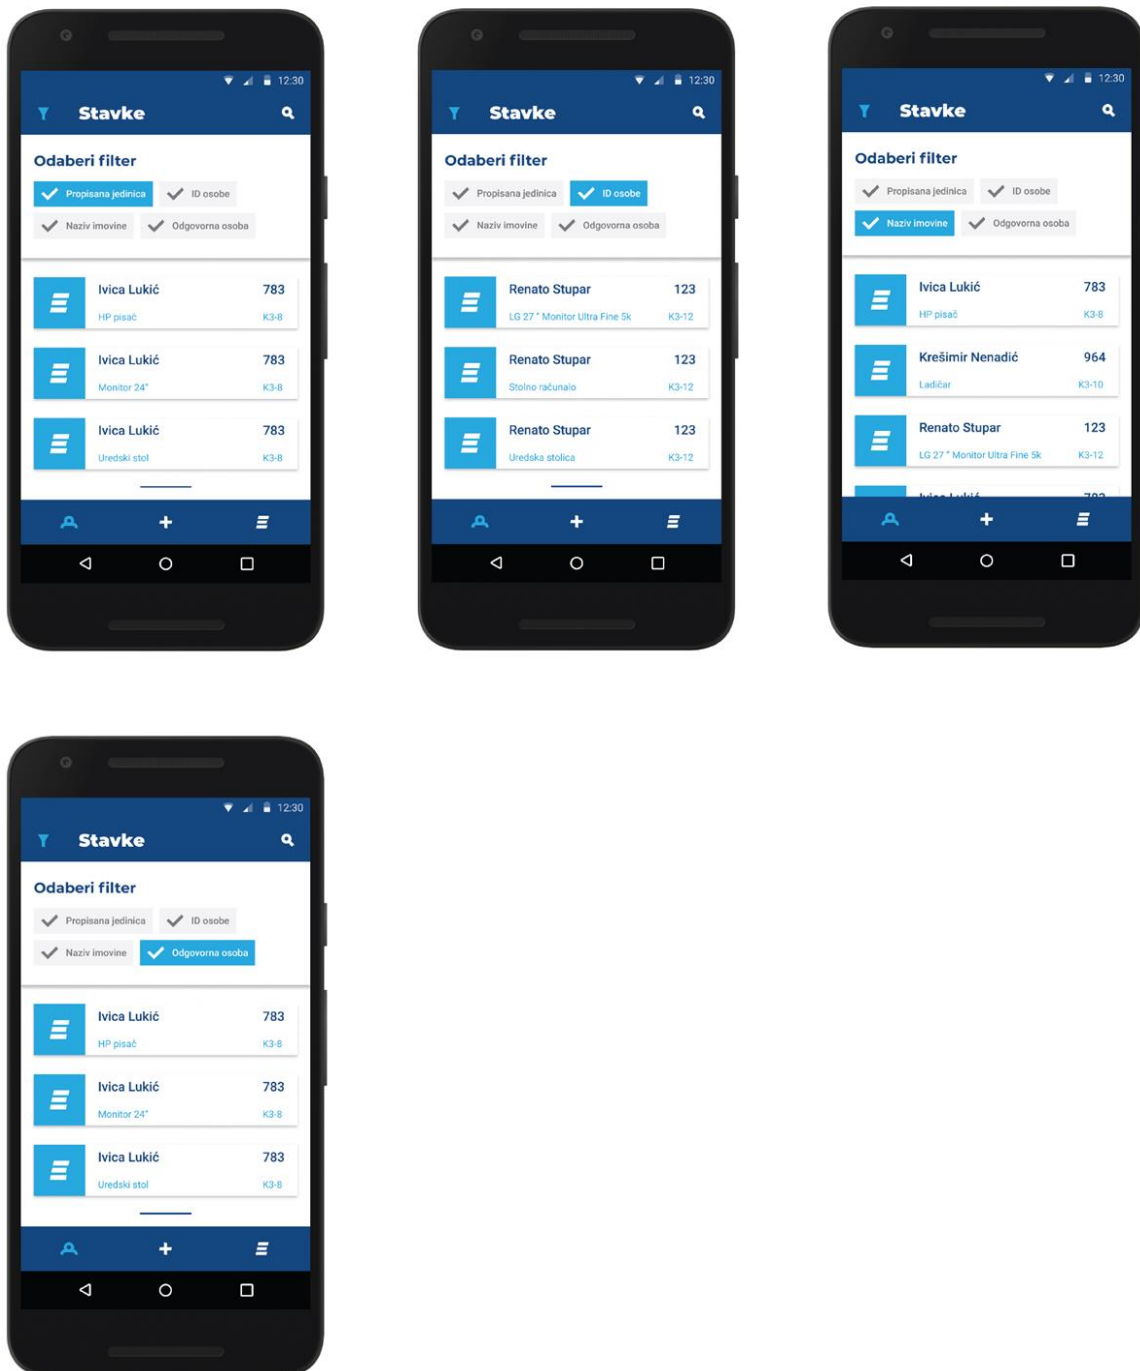 12:30
Stavke
Odaberi filter
Propisana jedinica ID osobe
Naziv imovine Odgovorna osoba
Ivica Lukić 783
HP pisač K3-8
Ivica Lukić 783
Monitor 24" K3-8
Ivica Lukić 783
Uredski stol K3-8
12:30
Stavke
Odaberi filter
Propisana jedinica ID osobe
Naziv imovine Odgovorna osoba
Renato Stupar 123
LG 27 " Monitor Ultra Fine 5k K3-12
Renato Stupar 123
Stolno računalo K3-12
Renato Stupar 123
Uredska stolica K3-12
12:30
Stavke
Odaberi filter
Propisana jedinica ID osobe
Naziv imovine Odgovorna osoba
Ivica Lukić 783
HP pisač K3-8
Krešimir Nenadić 964
Ladičar K3-10
Renato Stupar 123
LG 27 " Monitor Ultra Fine 5k K3-12
Ivica Lukić 783
12:30
Stavke
Odaberi filter
Propisana jedinica ID osobe
Naziv imovine Odgovorna osoba
Ivica Lukić 783
HP pisač K3-8
Ivica Lukić 783
Monitor 24" K3-8
Ivica Lukić 783
Uredski stol K3-8